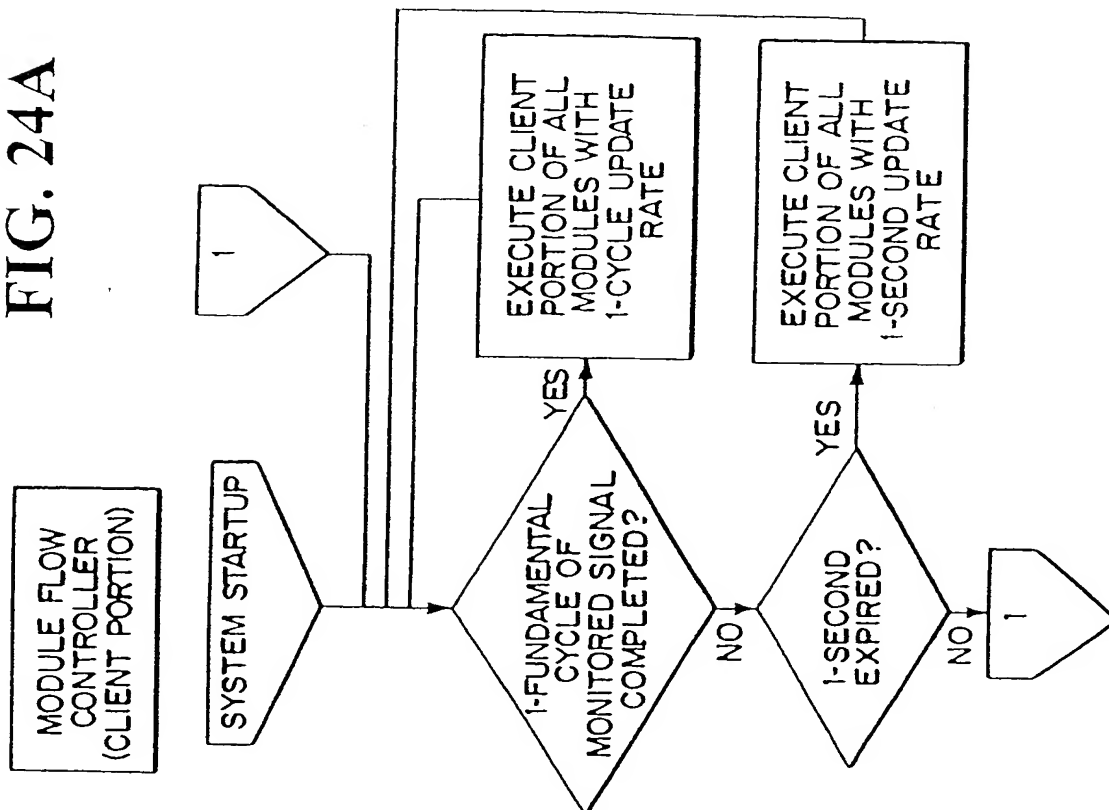 FIG. 24A
MODULE FLOW
CONTROLLER
(CLIENT PORTION)
SYSTEM STARTUP
1
1-FUNDAMENTAL
CYCLE OF
MONITORED SIGNAL
COMPLETED?
YES
EXECUTE CLIENT
PORTION OF ALL
MODULES WITH
1-CYCLE UPDATE
RATE
NO
1-SECOND
EXPIRED?
YES
EXECUTE CLIENT
PORTION OF ALL
MODULES WITH
1-SECOND UPDATE
RATE
NO
1